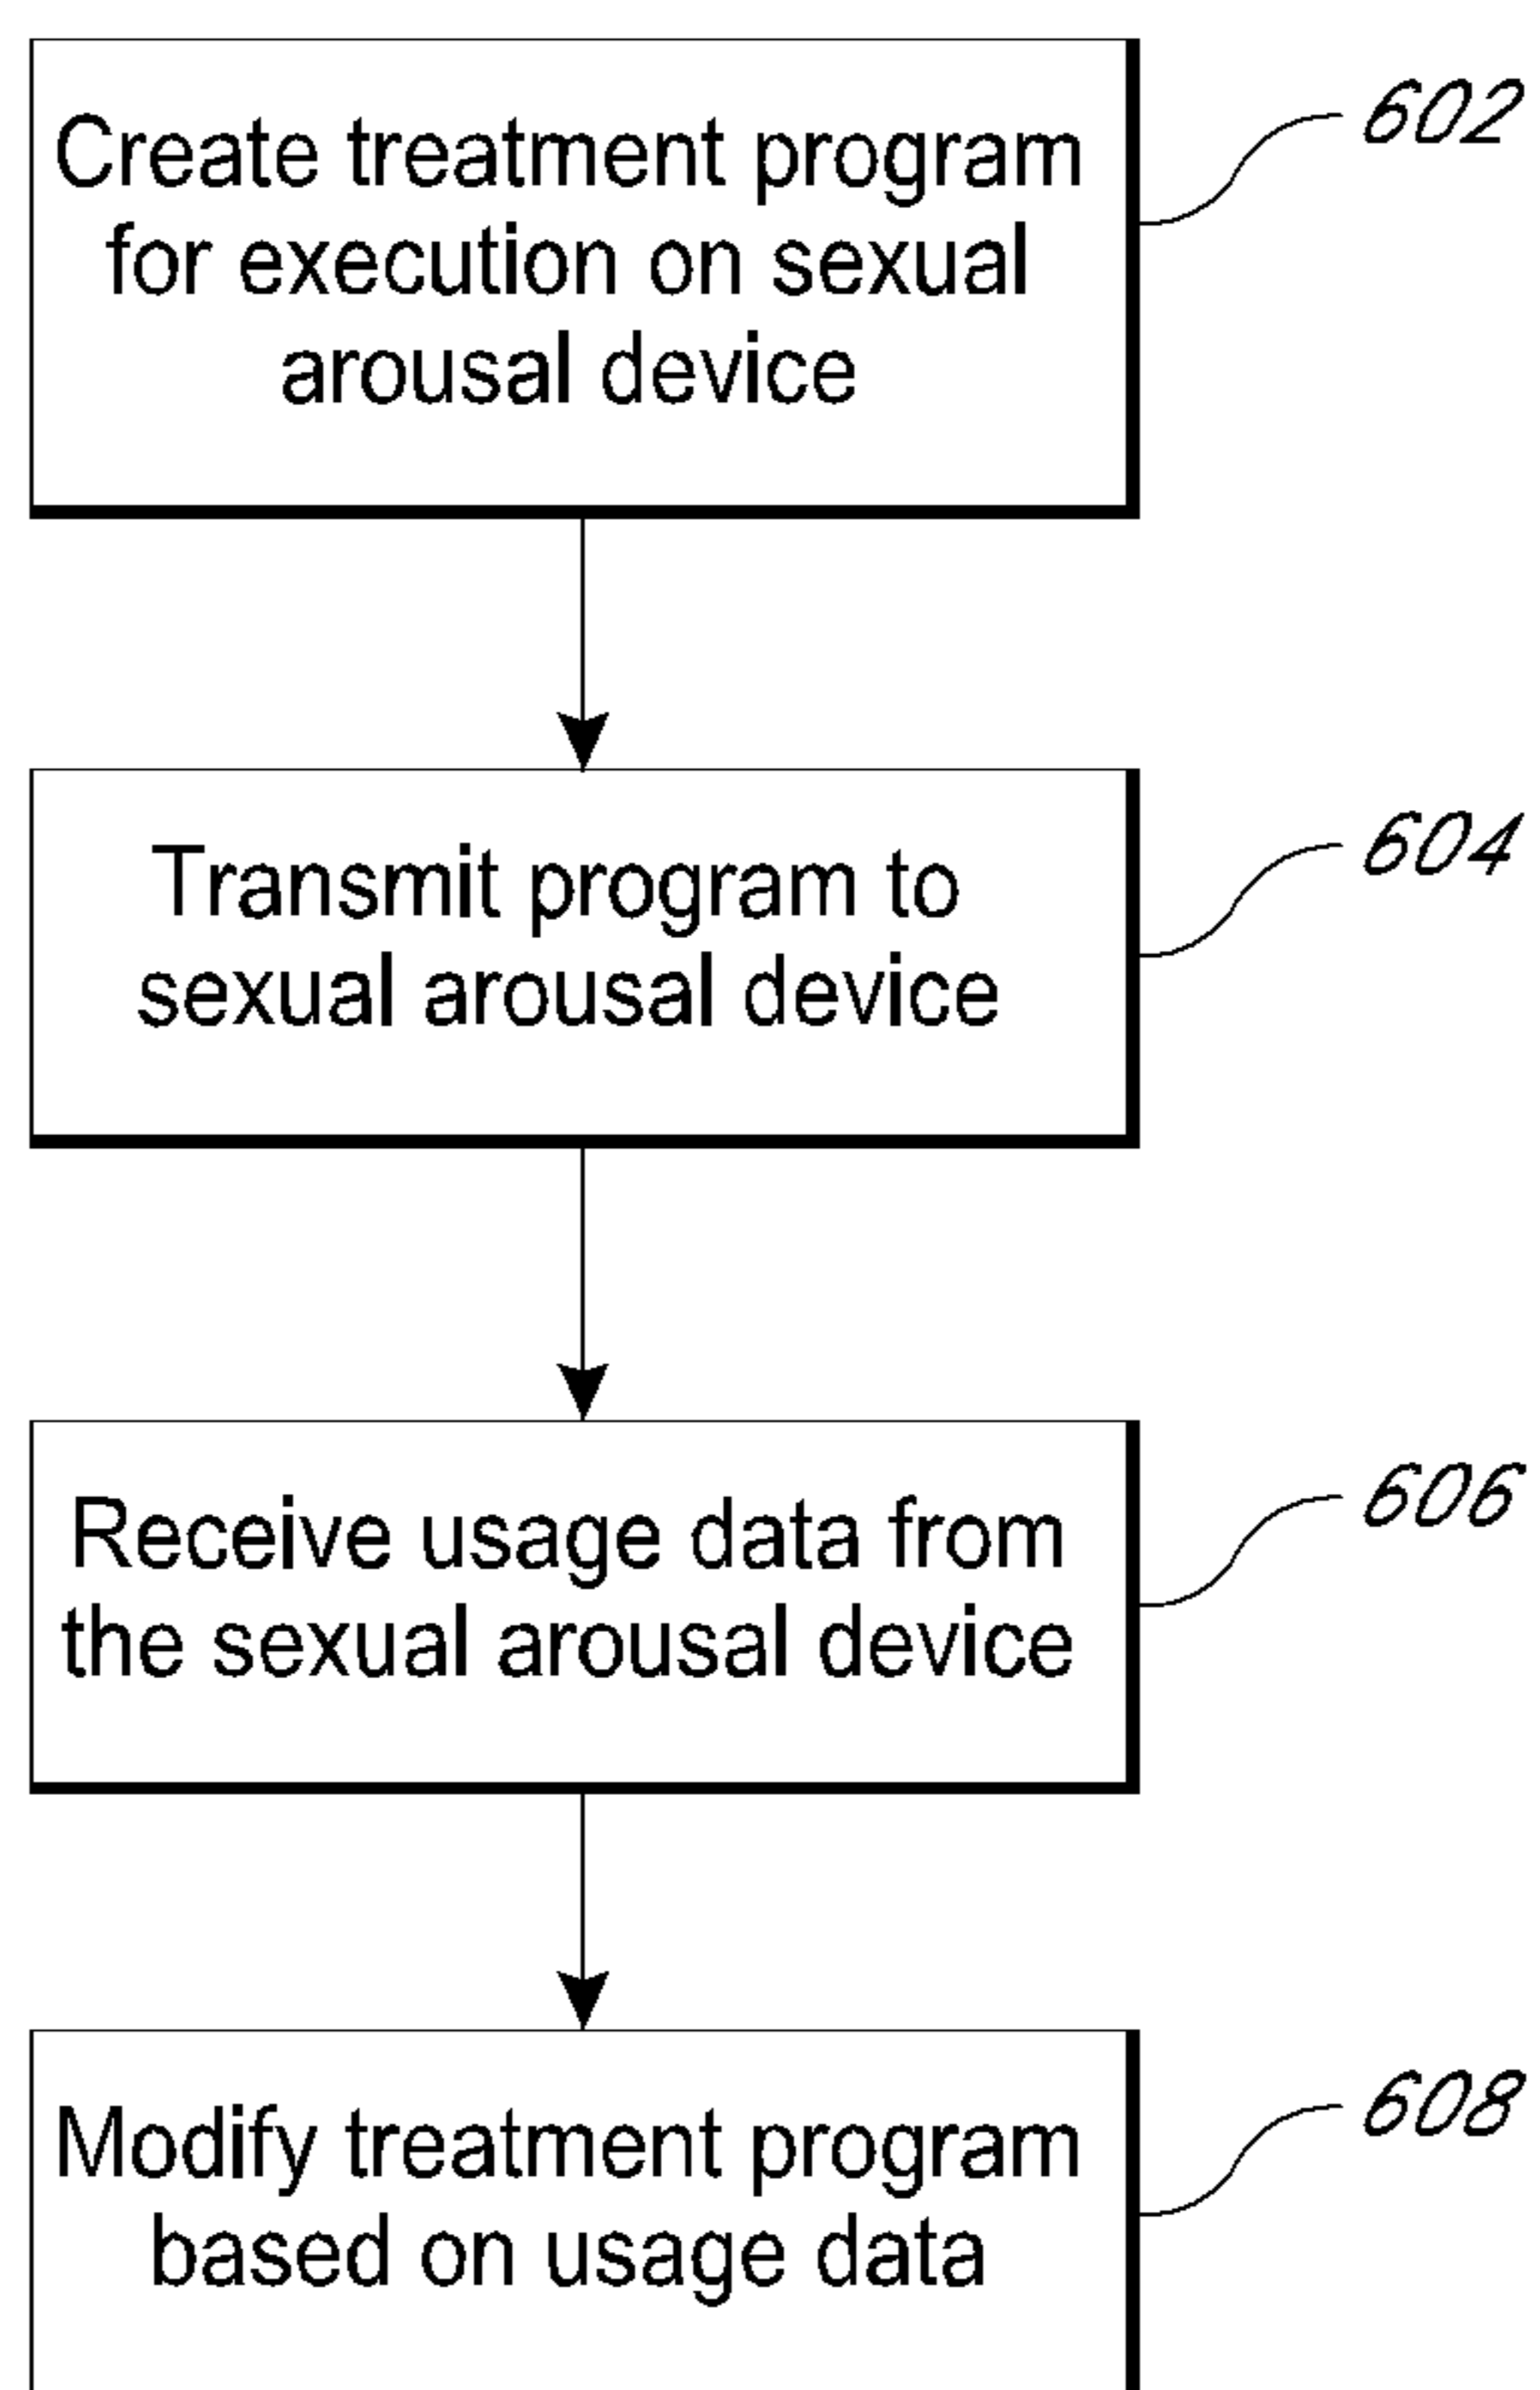 Create treatment program
for execution on sexual
arousal device
602
Transmit program to
sexual arousal device
604
Receive usage data from
the sexual arousal device
606
Modify treatment program
based on usage data
608